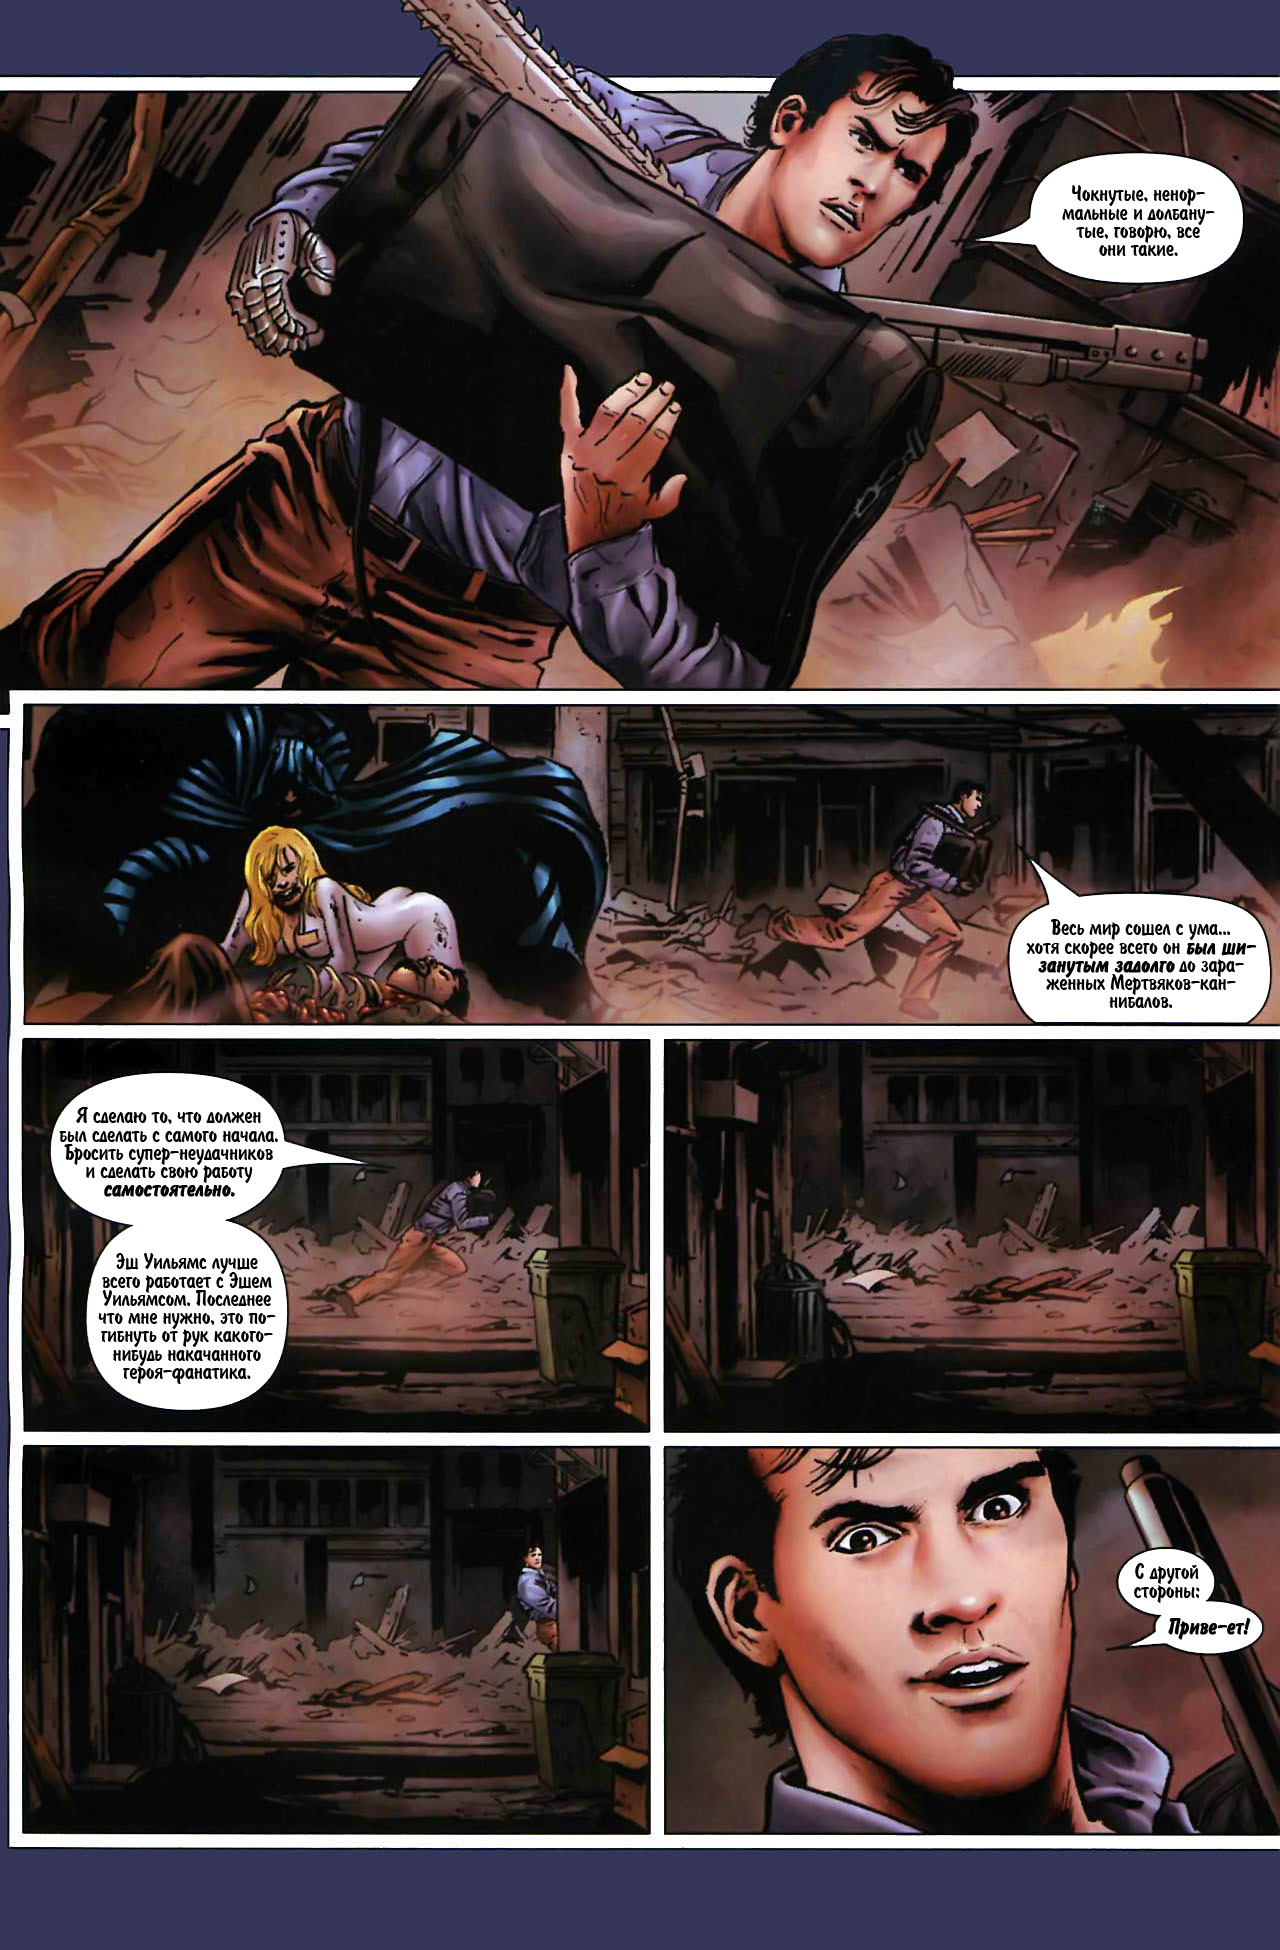 Чокнутые, ненор-
мальные и долбану-
тые, говорю, все
они такие.
Весь мир сошел с ума...
хотя скорее всего он был ши-
занутым задолго до зара-
женных Мертвяков-кан-
нибалов.
Я сделаю то, что должен
был сделать с самого начала.
Бросить супер-неудачников
и сделать свою работу
самостоятельно.
Эш Уильямс лучше
всего работает с Эшем
Уильямсом. Последнее
что мне нужно, это по-
гибнуть от рук какого-
нибудь накачанного
героя-фанатика.
С другой
стороны:
Приве-ет!